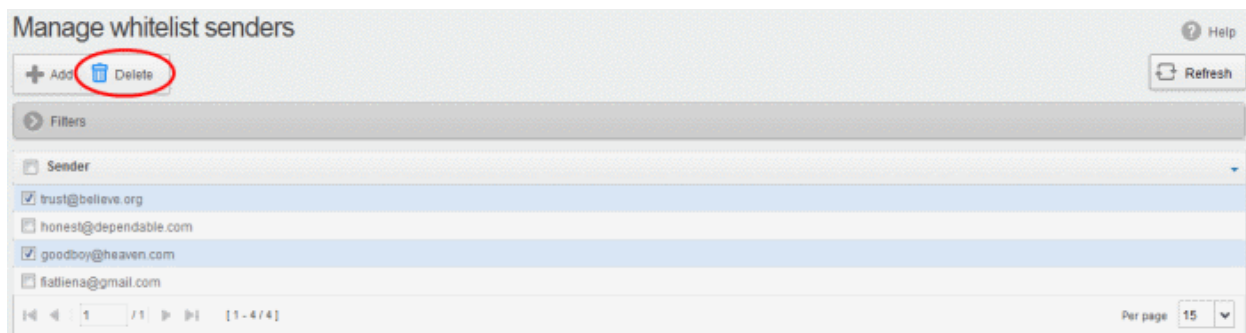 Manage whitelist senders
Help
Add Delete
Refresh
Filters
Sender
trust@believe.org
honest@dependable.com
goodboy@heaven.com
fiatliena@gmail.com
1 / 1 [ 1 - 4 / 4 ] Per page 15